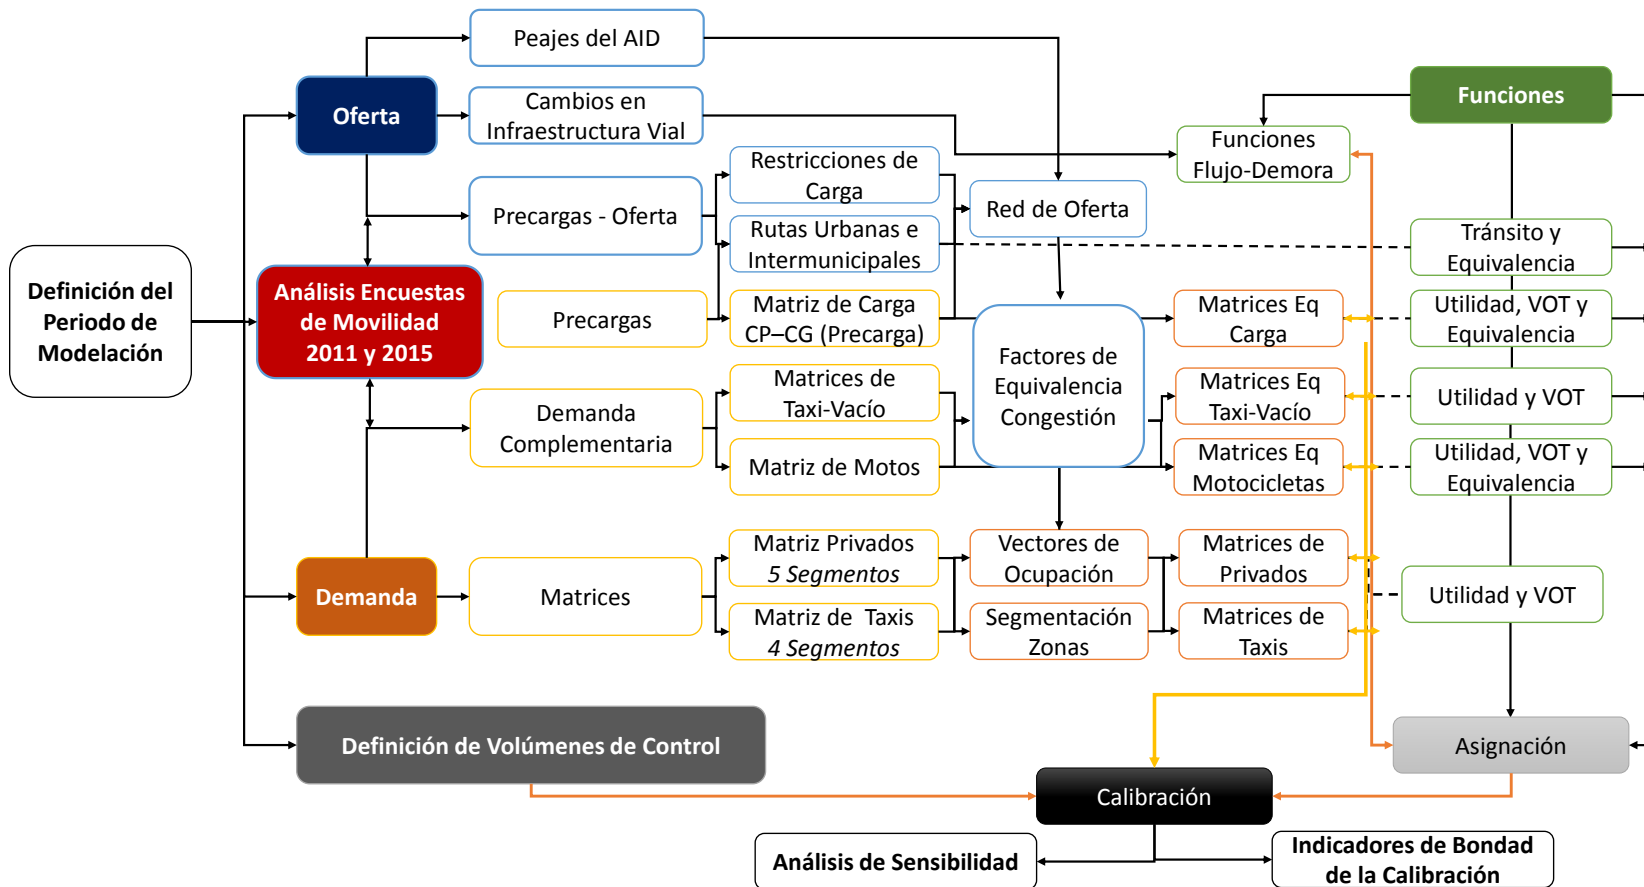 Definición del
Periodo de
Modelación
Oferta
Análisis Encuestas
de Movilidad
2011 y 2015
Demanda
Definición de Volúmenes de Control
Peajes del AID
Cambios en
Infraestructura Vial
Precargas - Oferta
Precargas
Demanda
Complementaria
Matrices
Restricciones de
Carga
Rutas Urbanas e
Intermunicipales
Matriz de Carga
CP–CG (Precarga)
Matrices de
Taxi-Vacío
Matriz de Motos
Matriz Privados
5 Segmentos
Matriz de Taxis
4 Segmentos
Red de Oferta
Factores de
Equivalencia
Congestión
Vectores de
Ocupación
Segmentación
Zonas
Funciones
Flujo-Demora
Matrices Eq
Carga
Matrices Eq
Taxi-Vacío
Matrices Eq
Motocicletas
Matrices de
Privados
Matrices de
Taxis
Funciones
Tránsito y
Equivalencia
Utilidad, VOT y
Equivalencia
Utilidad y VOT
Utilidad, VOT y
Equivalencia
Utilidad y VOT
Asignación
Calibración
Análisis de Sensibilidad
Indicadores de Bondad
de la Calibración